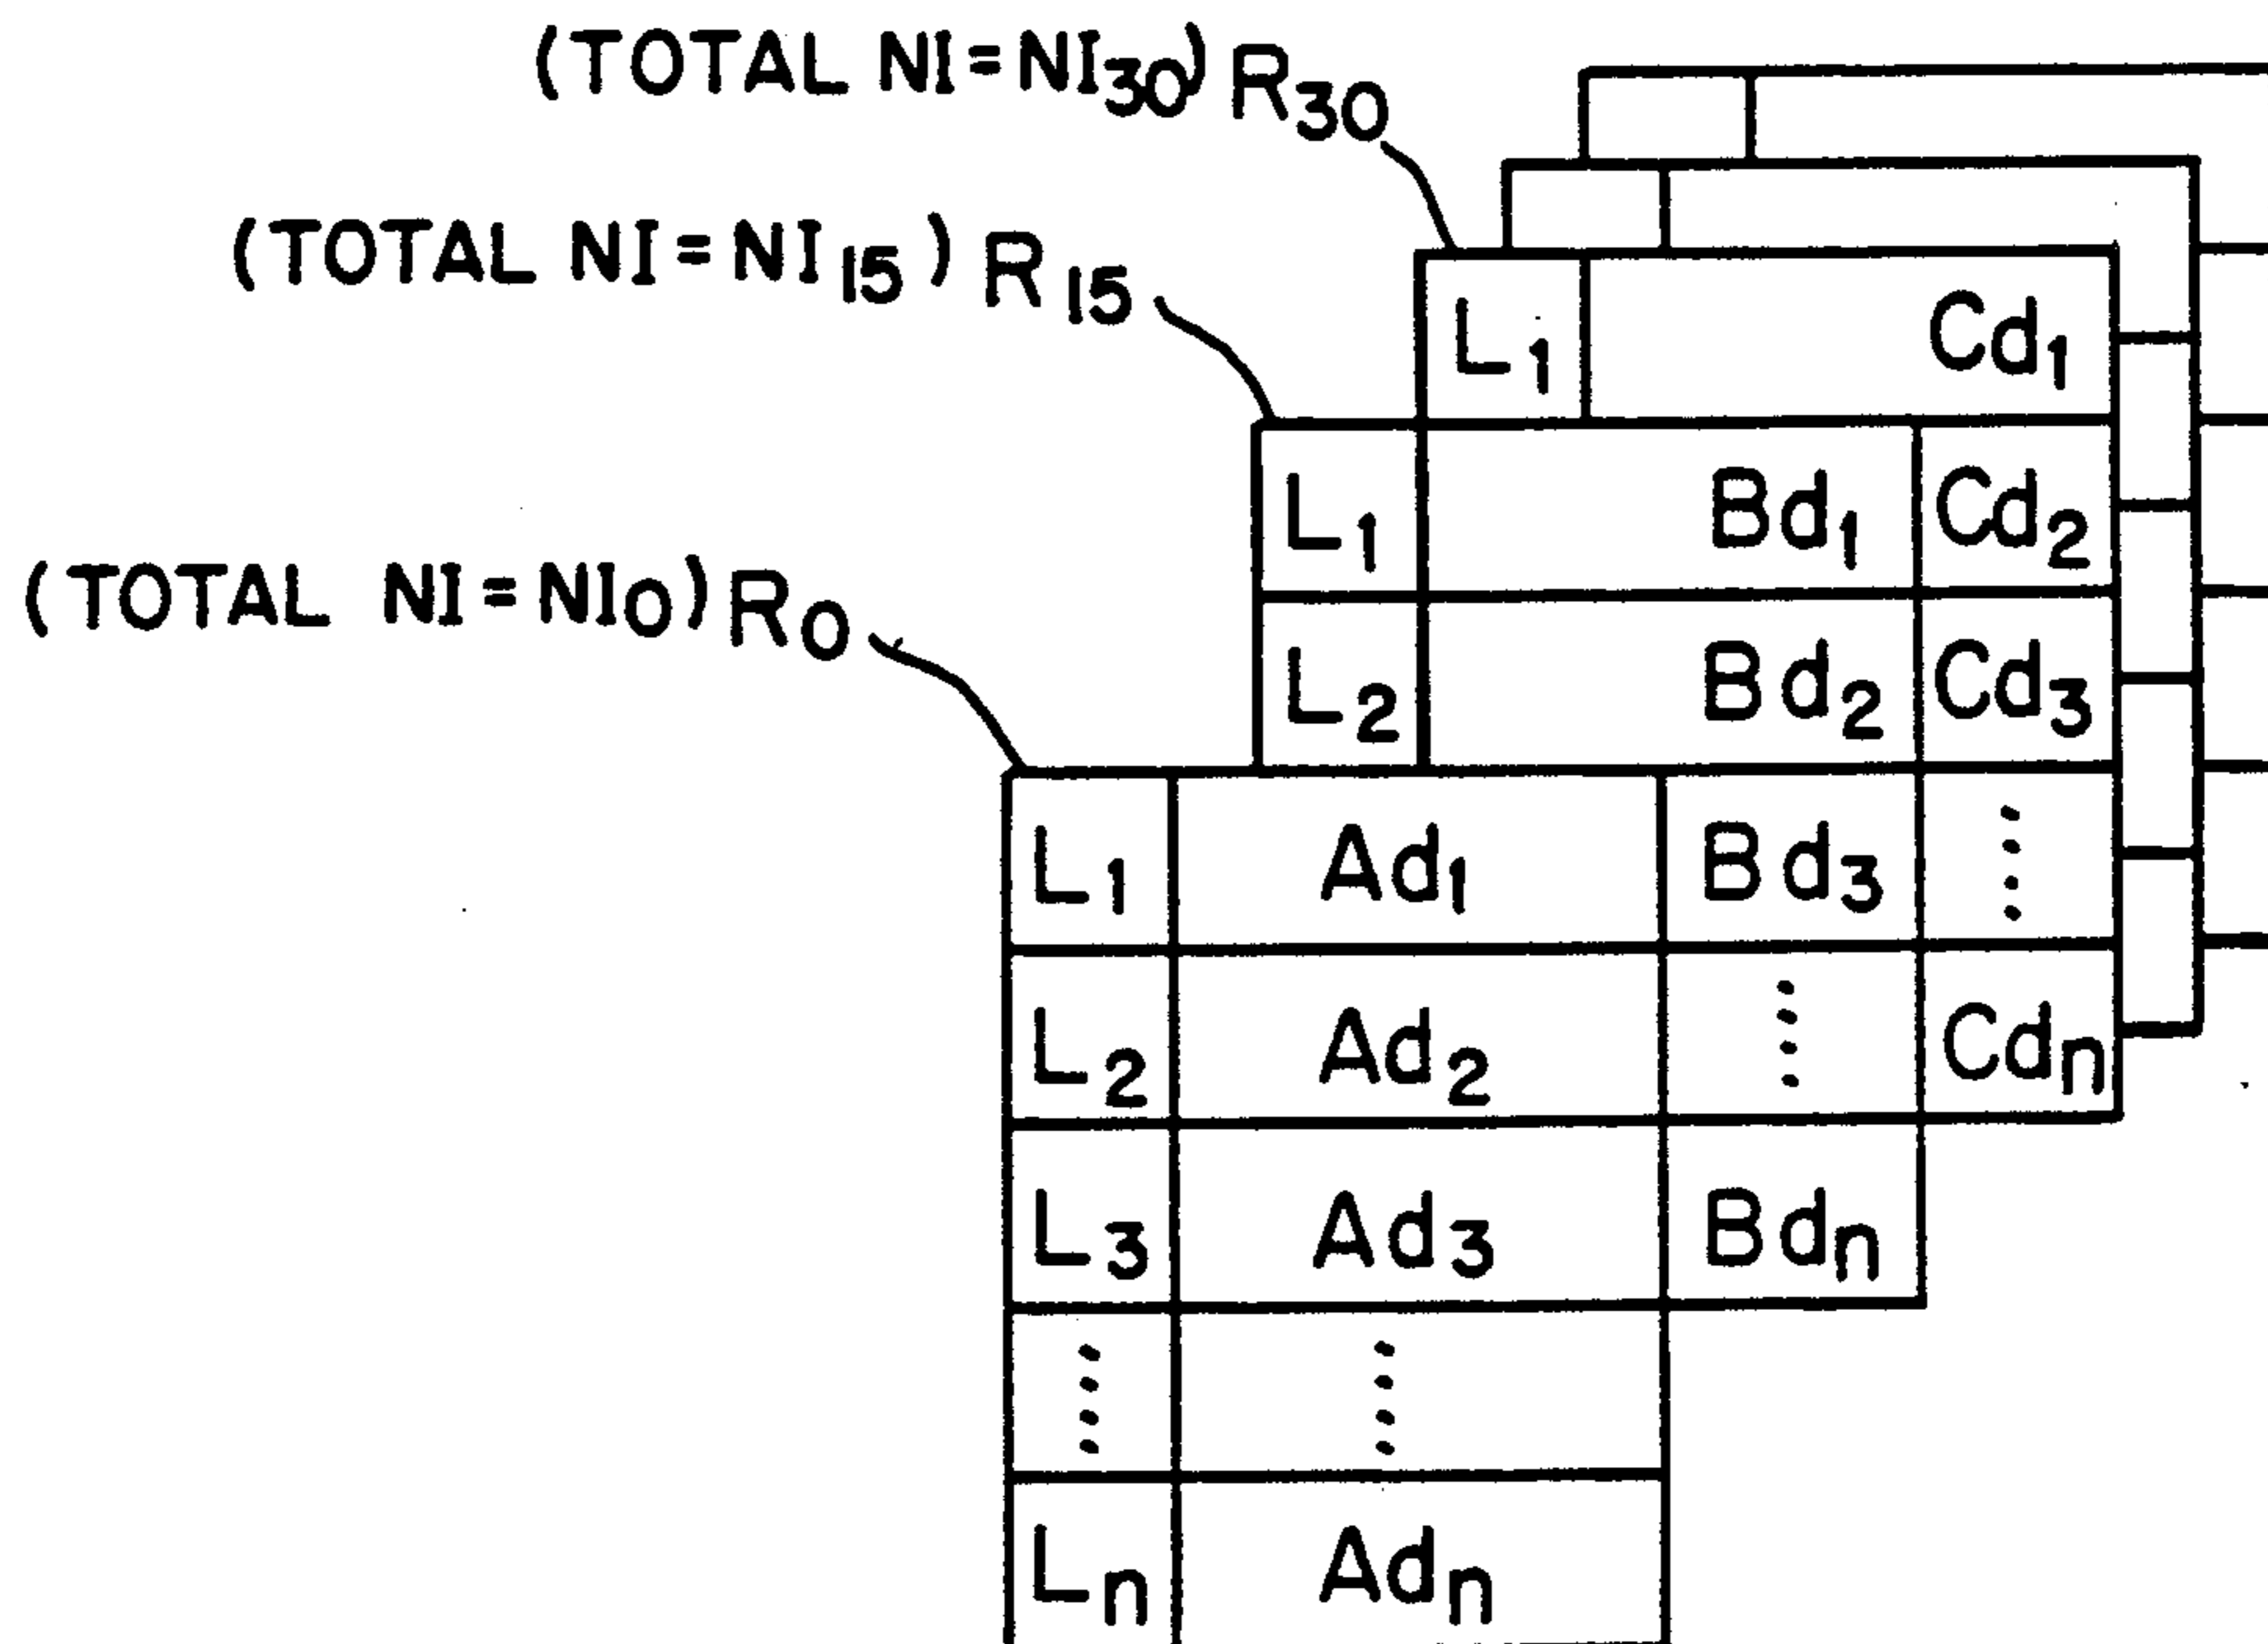 (TOTAL NI=NI30) R30
(TOTAL NI=NI15) R15
(TOTAL NI=NI0) R0
L1 Cd1
L1 Bd1 Cd2
L2 Bd2 Cd3
L1 Ad1 Bd3 ⋮
L2 Ad2 ⋮ Cdn
L3 Ad3 Bdn
⋮ ⋮
Ln Adn